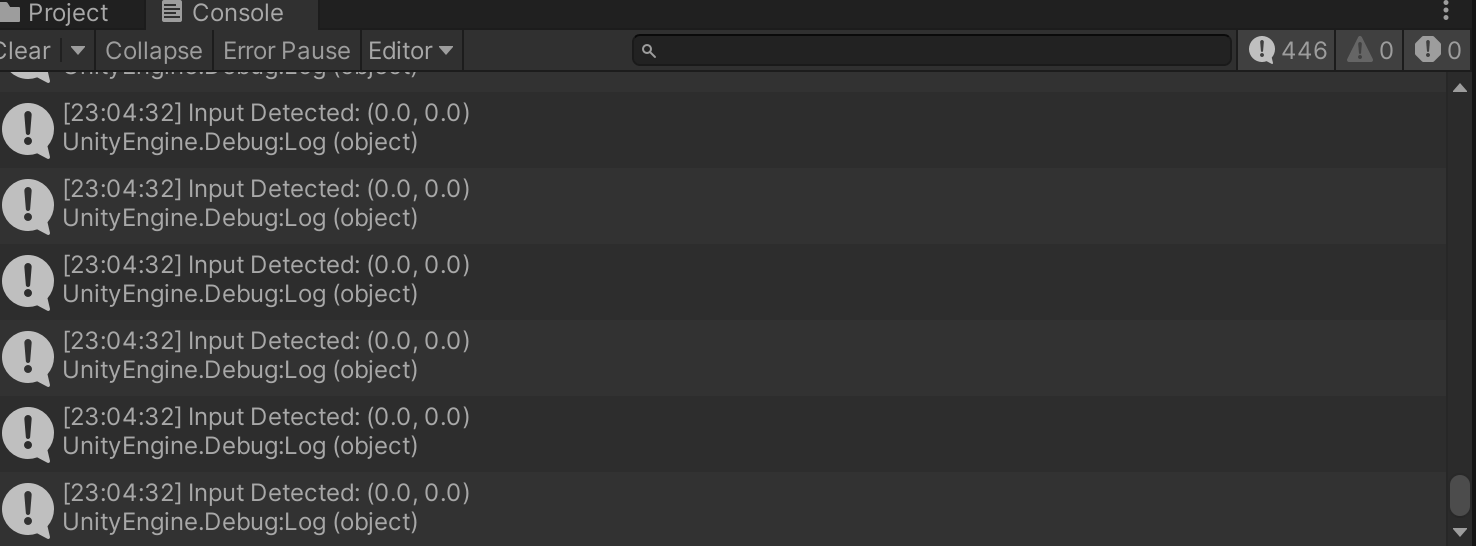 Project
Console
Clear Collapse Error Pause Editor 446 0 0
UnityEngine.Debug:Log (object)
[23:04:32] Input Detected: (0.0, 0.0)
UnityEngine.Debug:Log (object)
[23:04:32] Input Detected: (0.0, 0.0)
UnityEngine.Debug:Log (object)
[23:04:32] Input Detected: (0.0, 0.0)
UnityEngine.Debug:Log (object)
[23:04:32] Input Detected: (0.0, 0.0)
UnityEngine.Debug:Log (object)
[23:04:32] Input Detected: (0.0, 0.0)
UnityEngine.Debug:Log (object)
[23:04:32] Input Detected: (0.0, 0.0)
UnityEngine.Debug:Log (object)